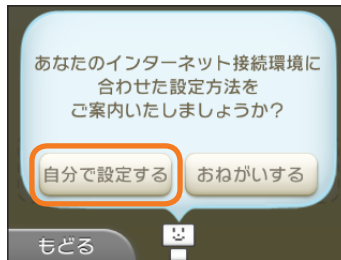 あなたのインターネット接続環境に
合わせた設定方法を
ご案内いたしましょうか?
自分で設定する
おねがいする
もどる